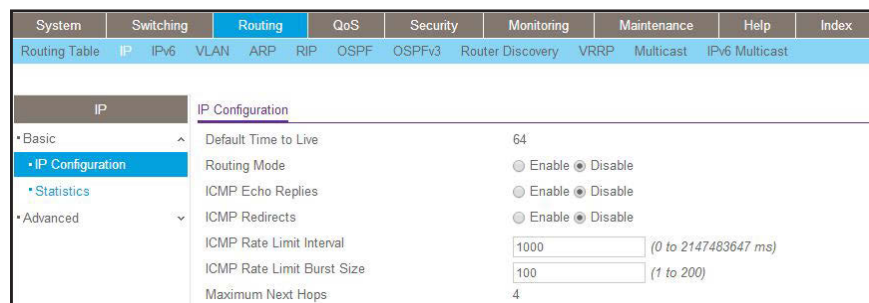 System Switching Routing QoS Security Monitoring Maintenance Help Index
Routing Table IP IPv6 VLAN ARP RIP OSPF OSPFv3 Router Discovery VRRP Multicast IPv6 Multicast
IP
Basic
IP Configuration
Statistics
Advanced
IP Configuration
Default Time to Live 64
Routing Mode Enable Disable
ICMP Echo Replies Enable Disable
ICMP Redirects Enable Disable
ICMP Rate Limit Interval 1000 (0 to 2147483647 ms)
ICMP Rate Limit Burst Size 100 (1 to 200)
Maximum Next Hops 4